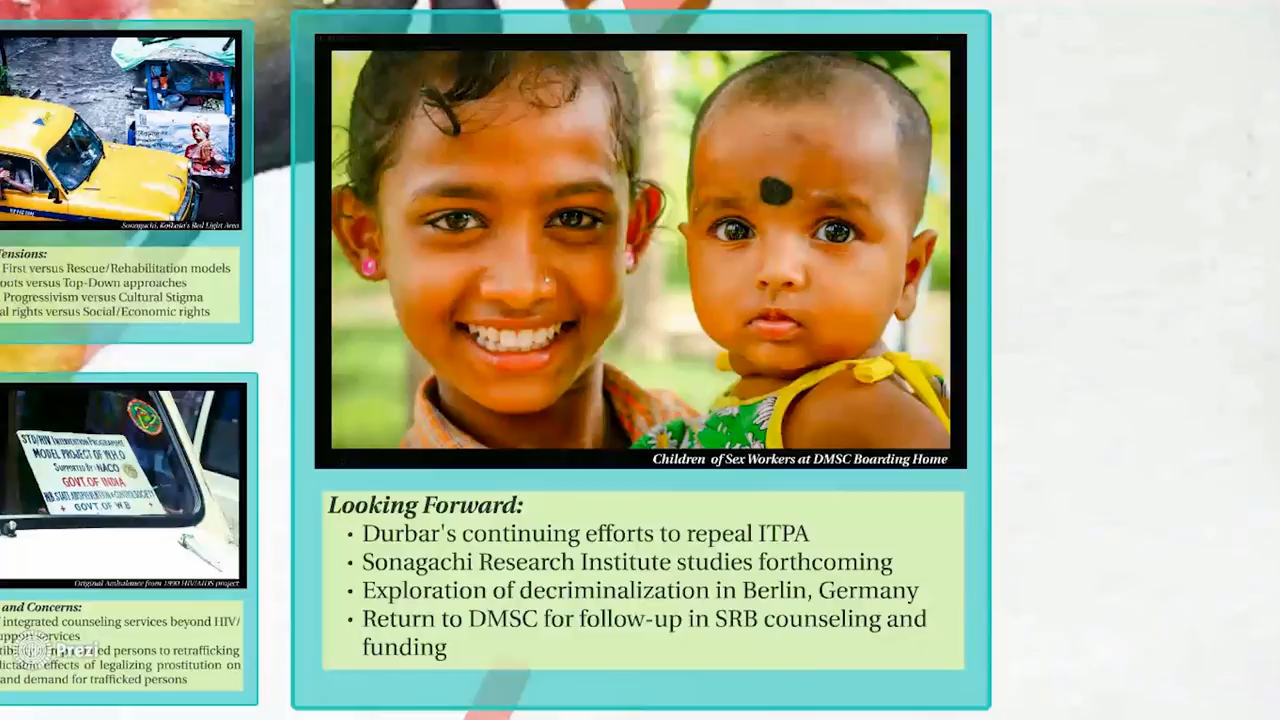 Sonagachi, Kolkata's Red Light Area
Tensions:
First versus Rescue/Rehabilitation models
oots versus Top-Down approaches
Progressivism versus Cultural Stigma
al rights versus Social/Economic rights
STD/HIV INTERVENTION PROGRAMME
MODEL PROJECT OF W.H.O
SUPPORTED BY: NACO
GOVT. OF INDIA
GOVT. OF W B
Original Ambulance from 1990 HIV/AIDS project
and Concerns:
integrated counseling services beyond HIV/
support services
ed persons to retrafficking
effects of legalizing prostitution on
and demand for trafficked persons
Prezi
Children of Sex Workers at DMSC Boarding Home
Looking Forward:
• Durbar's continuing efforts to repeal ITPA
• Sonagachi Research Institute studies forthcoming
• Exploration of decriminalization in Berlin, Germany
• Return to DMSC for follow-up in SRB counseling and
funding